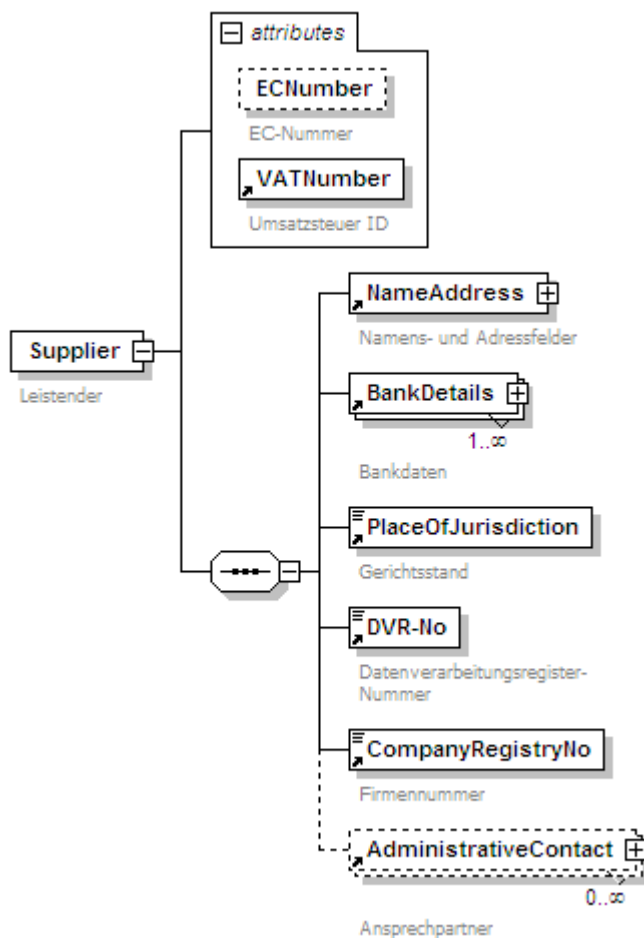 attributes
ECNumber
EC-Nummer
VATNumber
Umsatzsteuer ID
Supplier
Leistender
NameAddress
Namens- und Adressfelder
BankDetails
1..∞
Bankdaten
PlaceOfJurisdiction
Gerichtsstand
DVR-No
Datenverarbeitungsregister-
Nummer
CompanyRegistryNo
Firmennummer
AdministrativeContact
0..∞
Ansprechpartner